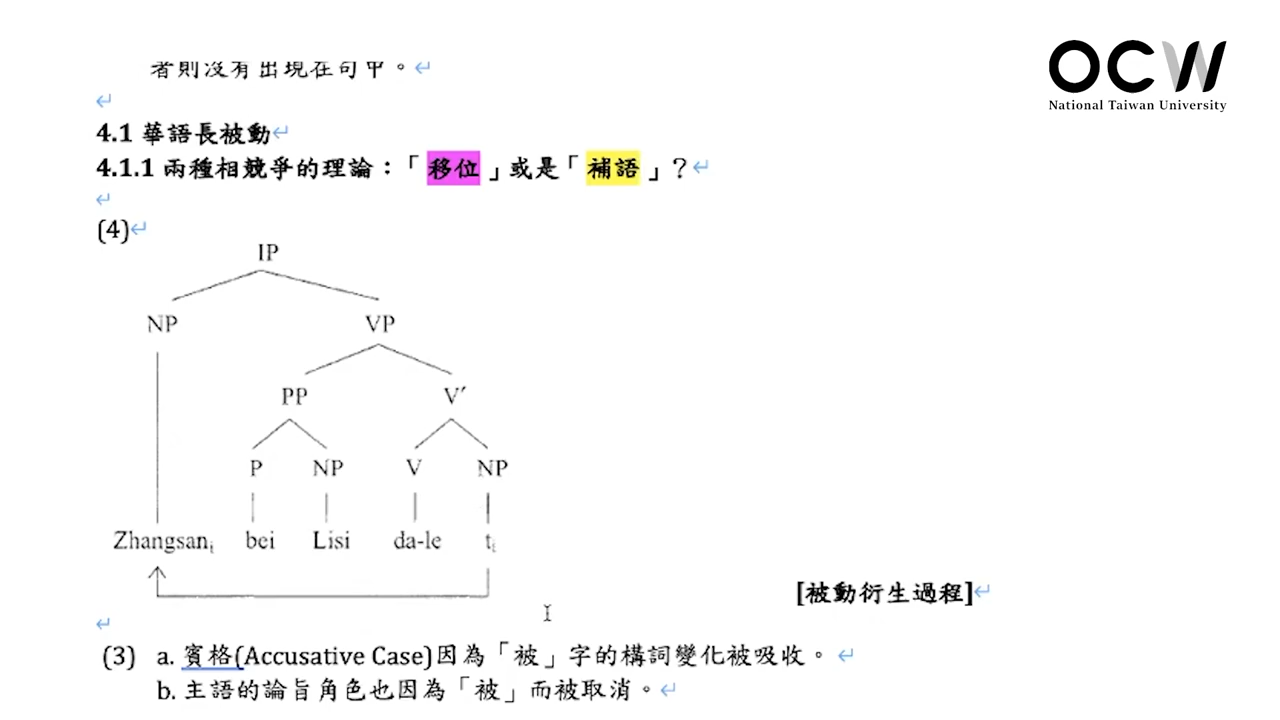 者則沒有出現在句中。
OCW
National Taiwan University
4.1 華語長被動
4.1.1 兩種相競爭的理論：「移位」或是「補語」？
(4)
IP
NP VP
PP V′
P NP V NP
Zhangsani bei Lisi da-le ti
[被動衍生過程]
(3) a. 賓格(Accusative Case)因為「被」字的構詞變化被吸收。
b. 主語的論旨角色也因為「被」而被取消。